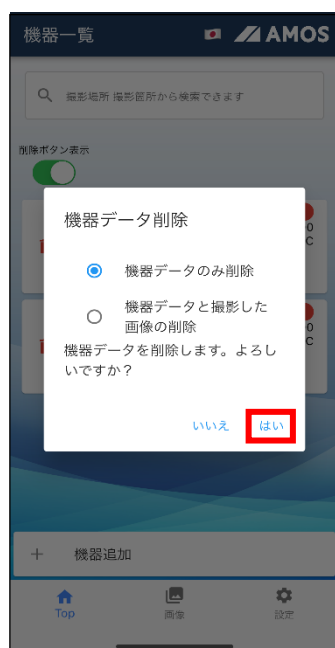 機器一覧
AMOS
撮影場所 撮影箇所から検索できます
削除ボタン表示
0
C
機器データ削除
機器データのみ削除
機器データと撮影した
画像の削除
機器データを削除します。よろし
いですか？
いいえ
はい
0
C
機器追加
Top
画像
設定